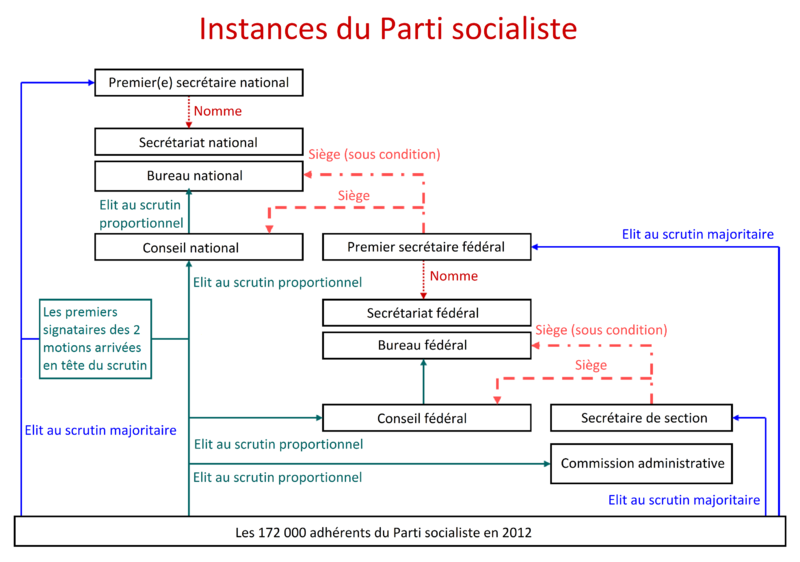 Instances du Parti socialiste
Premier(e) secrétaire national
Nomme
Secrétariat national
Siège (sous condition)
Bureau national
Siège
Elit au scrutin
proportionnel
Elit au scrutin majoritaire
Conseil national
Premier secrétaire fédéral
Elit au scrutin proportionnel
Nomme
Les premiers
signataires des 2
motions arrivées
en tête du scrutin
Secrétariat fédéral
Siège (sous condition)
Bureau fédéral
Siège
Conseil fédéral
Secrétaire de section
Elit au scrutin majoritaire
Elit au scrutin proportionnel
Commission administrative
Elit au scrutin proportionnel
Elit au scrutin majoritaire
Les 172 000 adhérents du Parti socialiste en 2012